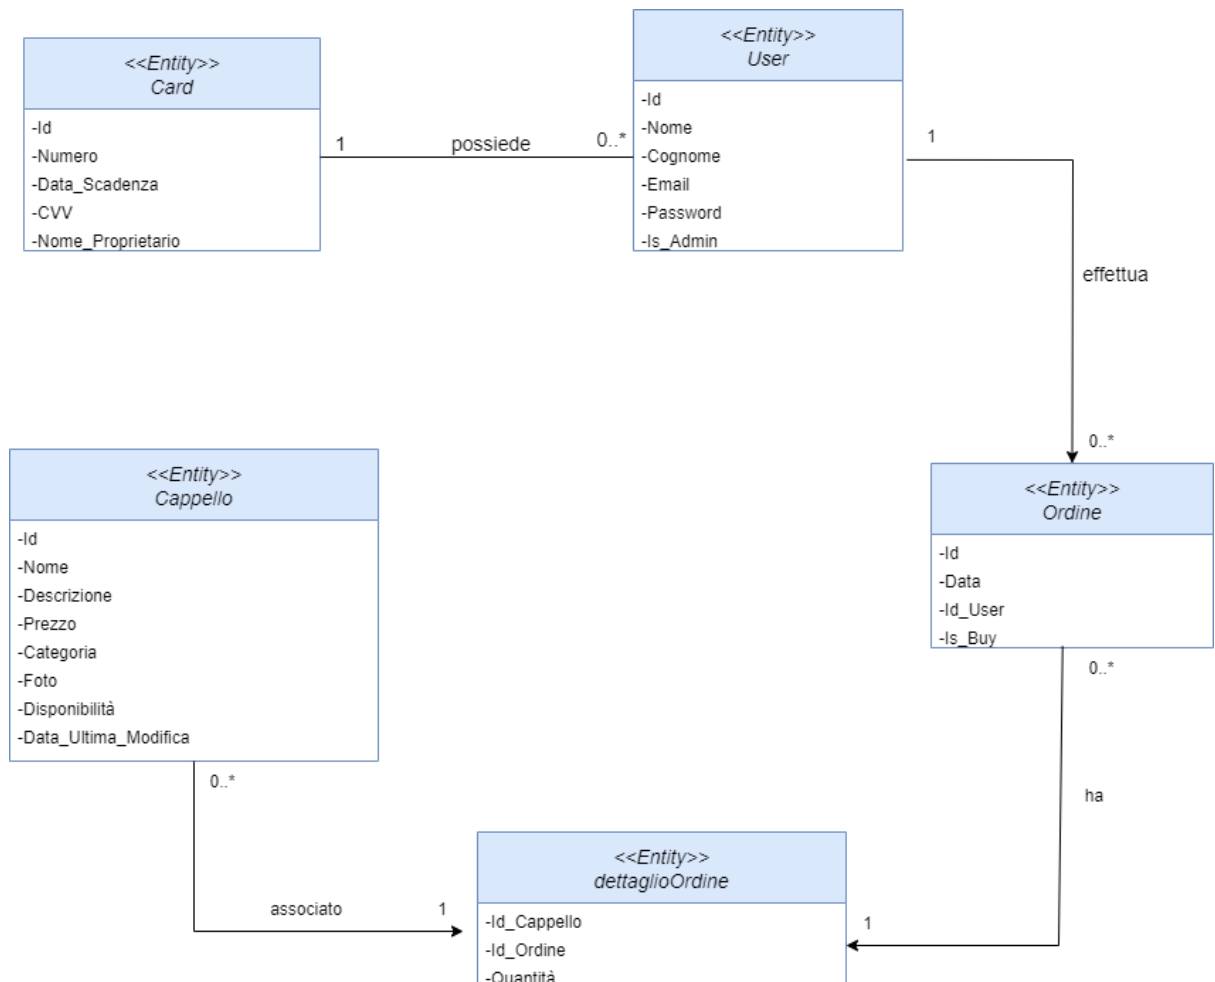 <<Entity>>
Card
-Id
-Numero
-Data_Scadenza
-CVV
-Nome_Proprietario
1
possiede
0..*
<<Entity>>
User
-Id
-Nome
-Cognome
-Email
-Password
-Is_Admin
1
effettua
0..*
<<Entity>>
Cappello
-Id
-Nome
-Descrizione
-Prezzo
-Categoria
-Foto
-Disponibilità
-Data_Ultima_Modifica
0..*
associato
1
<<Entity>>
Ordine
-Id
-Data
-Id_User
-Is_Buy
0..*
ha
1
<<Entity>>
dettaglioOrdine
-Id_Cappello
-Id_Ordine
-Quantità